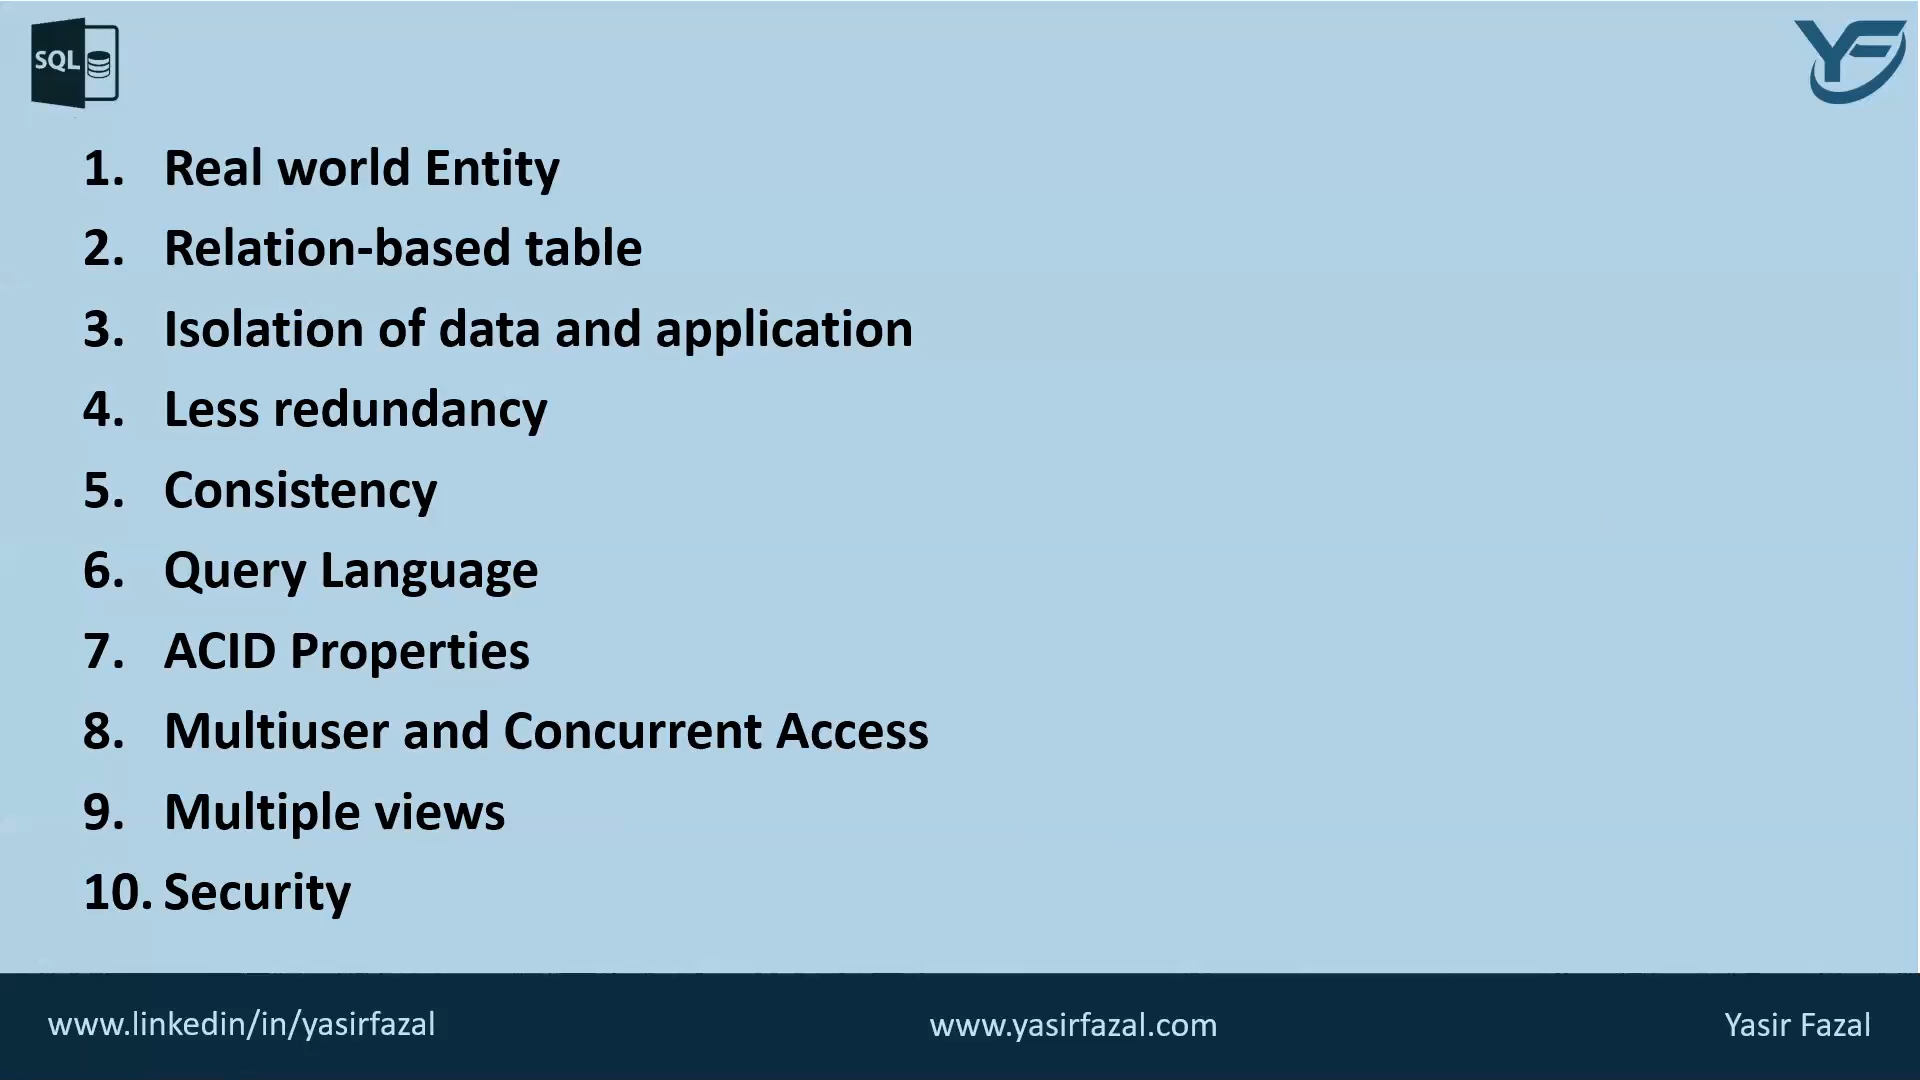 SQL
YF
1. Real world Entity
2. Relation-based table
3. Isolation of data and application
4. Less redundancy
5. Consistency
6. Query Language
7. ACID Properties
8. Multiuser and Concurrent Access
9. Multiple views
10. Security
www.linkedin/in/yasirfazal
www.yasirfazal.com
Yasir Fazal